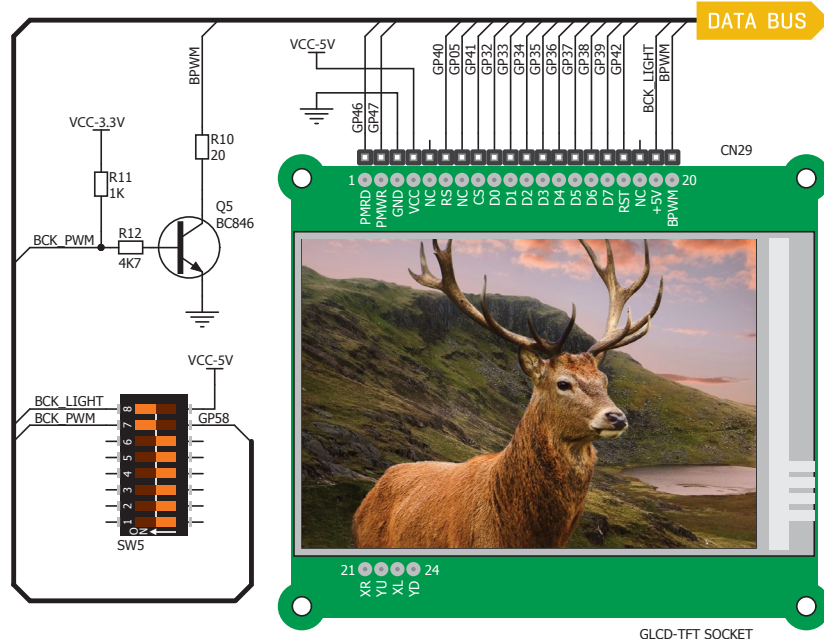 DATA BUS
VCC-5V
BPWM
GP46
GP47
GP40
GP05
GP41
GP32
GP33
GP34
GP35
GP36
GP37
GP38
GP39
GP42
BCK_LIGHT
BPWM
VCC-3.3V
R10
20
CN29
R11
1K
1
20
PMRD
PMWR
GND
VCC
NC
RS
NC
CS
D0
D1
D2
D3
D4
D5
D6
D7
RST
NC
+5V
BPWM
Q5
BC846
BCK_PWM
R12
4K7
VCC-5V
BCK_LIGHT
BCK_PWM
GP58
8
7
6
5
4
3
2
1
ON
SW5
21
24
XR
YU
XL
YD
GLCD-TFT SOCKET